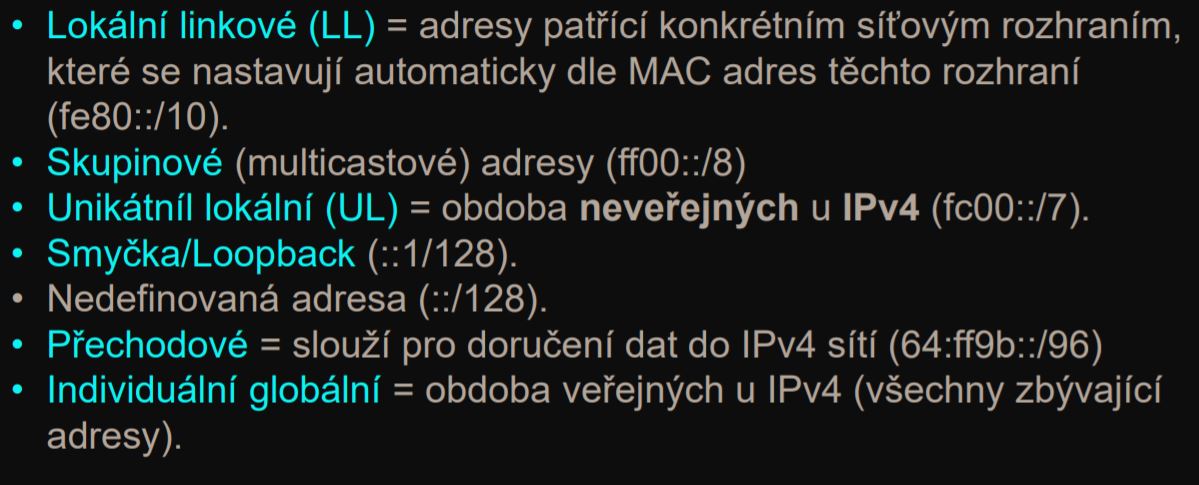 • Lokální linkové (LL) = adresy patřící konkrétním síťovým rozhraním,
které se nastavují automaticky dle MAC adres těchto rozhraní
(fe80::/10).
• Skupinové (multicastové) adresy (ff00::/8)
• Unikátníl lokální (UL) = obdoba neveřejných u IPv4 (fc00::/7).
• Smyčka/Loopback (::1/128).
• Nedefinovaná adresa (::/128).
• Přechodové = slouží pro doručení dat do IPv4 sítí (64:ff9b::/96)
• Individuální globální = obdoba veřejných u IPv4 (všechny zbývající
adresy).